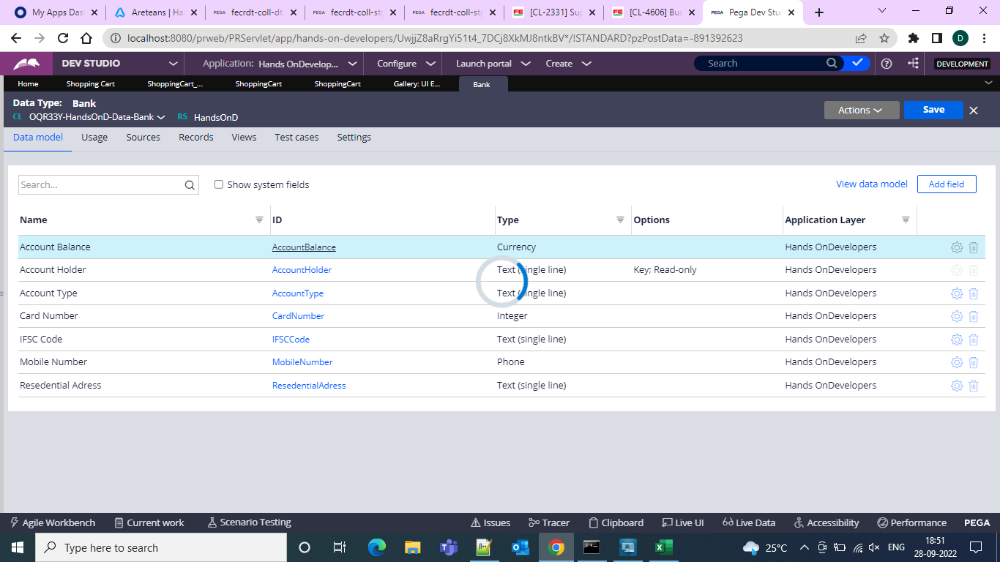 My Apps Dash
Areteans | Ha
PEGA fecrdt-coll-dt
PEGA fecrdt-coll-stg
PEGA fecrdt-coll-stg
FE [CL-2331] Sup
FE [CL-4606] Buc
PEGA Pega Dev Stu
localhost:8080/prweb/PRServlet/app/hands-on-developers/UwjjZ8aRrgYi51t4_7DCj8XkMJ8ntkBV*/!STANDARD?pzPostData=-891392623
D
DEV STUDIO Application: Hands OnDevelop... Configure Launch portal Create Search DEVELOPMENT
Home Shopping Cart ShoppingCart_... ShoppingCart ShoppingCart Gallery: UI E... Bank
Data Type: Bank
CL OQR33Y-HandsOnD-Data-Bank RS HandsOnD
Actions Save
Data model Usage Sources Records Views Test cases Settings
Search... Show system fields View data model Add field
Name ID Type Options Application Layer
Account Balance AccountBalance Currency Hands OnDevelopers
Account Holder AccountHolder Text (single line) Key; Read-only Hands OnDevelopers
Account Type AccountType Text (single line) Hands OnDevelopers
Card Number CardNumber Integer Hands OnDevelopers
IFSC Code IFSCCode Text (single line) Hands OnDevelopers
Mobile Number MobileNumber Phone Hands OnDevelopers
Resedential Adress ResedentialAdress Text (single line) Hands OnDevelopers
Agile Workbench Current work Scenario Testing Issues Tracer Clipboard Live UI Live Data Accessibility Performance PEGA
Type here to search 25°C ENG 18:51
28-09-2022